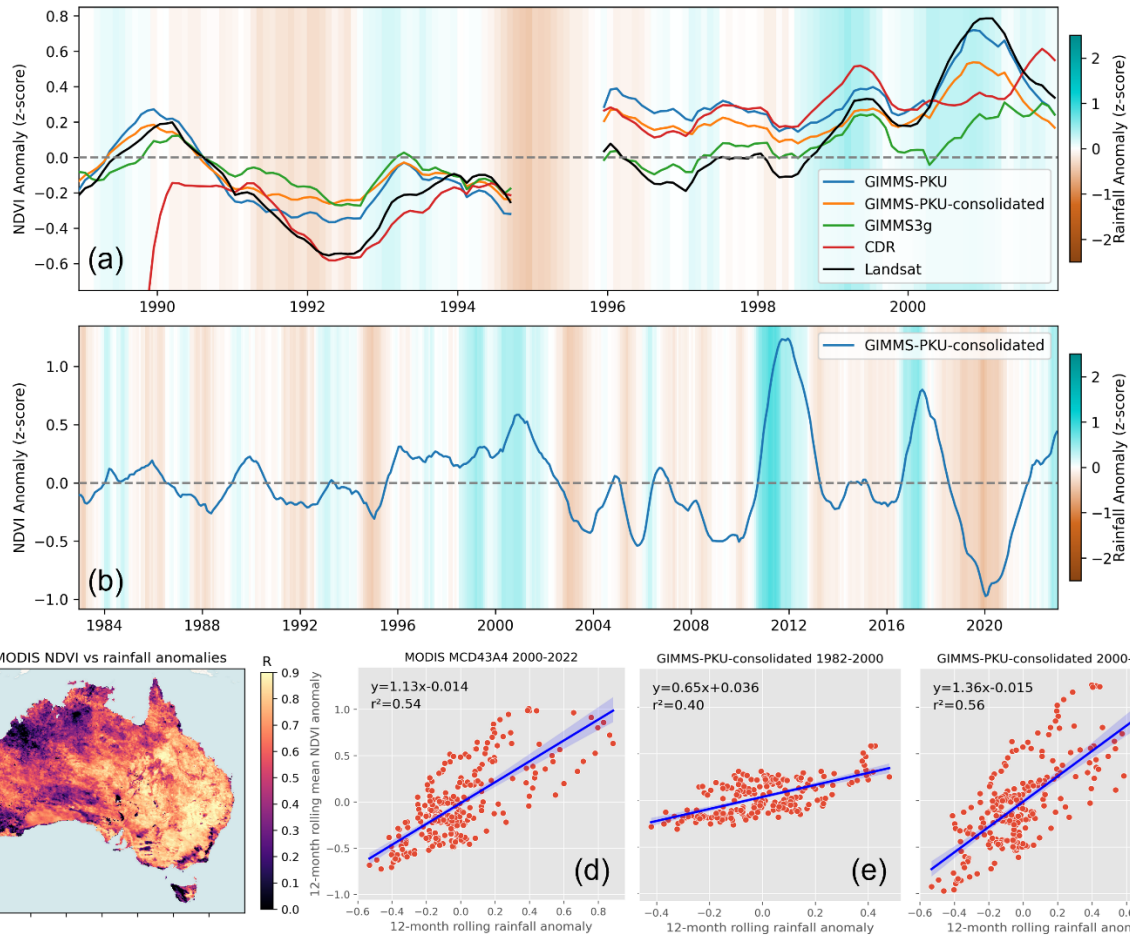 NDVI Anomaly (z-score)
0.8
0.6
0.4
0.2
0.0
−0.2
−0.4
−0.6
(a)
GIMMS-PKU
GIMMS-PKU-consolidated
GIMMS3g
CDR
Landsat
1990
1992
1994
1996
1998
2000
2
1
0
−1
−2
Rainfall Anomaly (z-score)
NDVI Anomaly (z-score)
1.0
0.5
0.0
−0.5
−1.0
(b)
GIMMS-PKU-consolidated
1984
1988
1992
1996
2000
2004
2008
2012
2016
2020
2
1
0
−1
−2
Rainfall Anomaly (z-score)
MODIS NDVI vs rainfall anomalies
R
0.9
0.8
0.7
0.6
0.5
0.4
0.3
0.2
0.1
0.0
MODIS MCD43A4 2000-2022
y=1.13x-0.014
r²=0.54
12-month rolling mean NDVI anomaly
1.0
0.5
0.0
−0.5
−1.0
(d)
−0.6
−0.4
−0.2
0.0
0.2
0.4
0.6
0.8
12-month rolling rainfall anomaly
GIMMS-PKU-consolidated 1982-2000
y=0.65x+0.036
r²=0.40
(e)
−0.4
−0.2
0.0
0.2
0.4
12-month rolling rainfall anomaly
GIMMS-PKU-consolidated 2000-
y=1.36x-0.015
r²=0.56
−0.6
−0.4
−0.2
0.0
0.2
0.4
0.6
12-month rolling rainfall anomaly